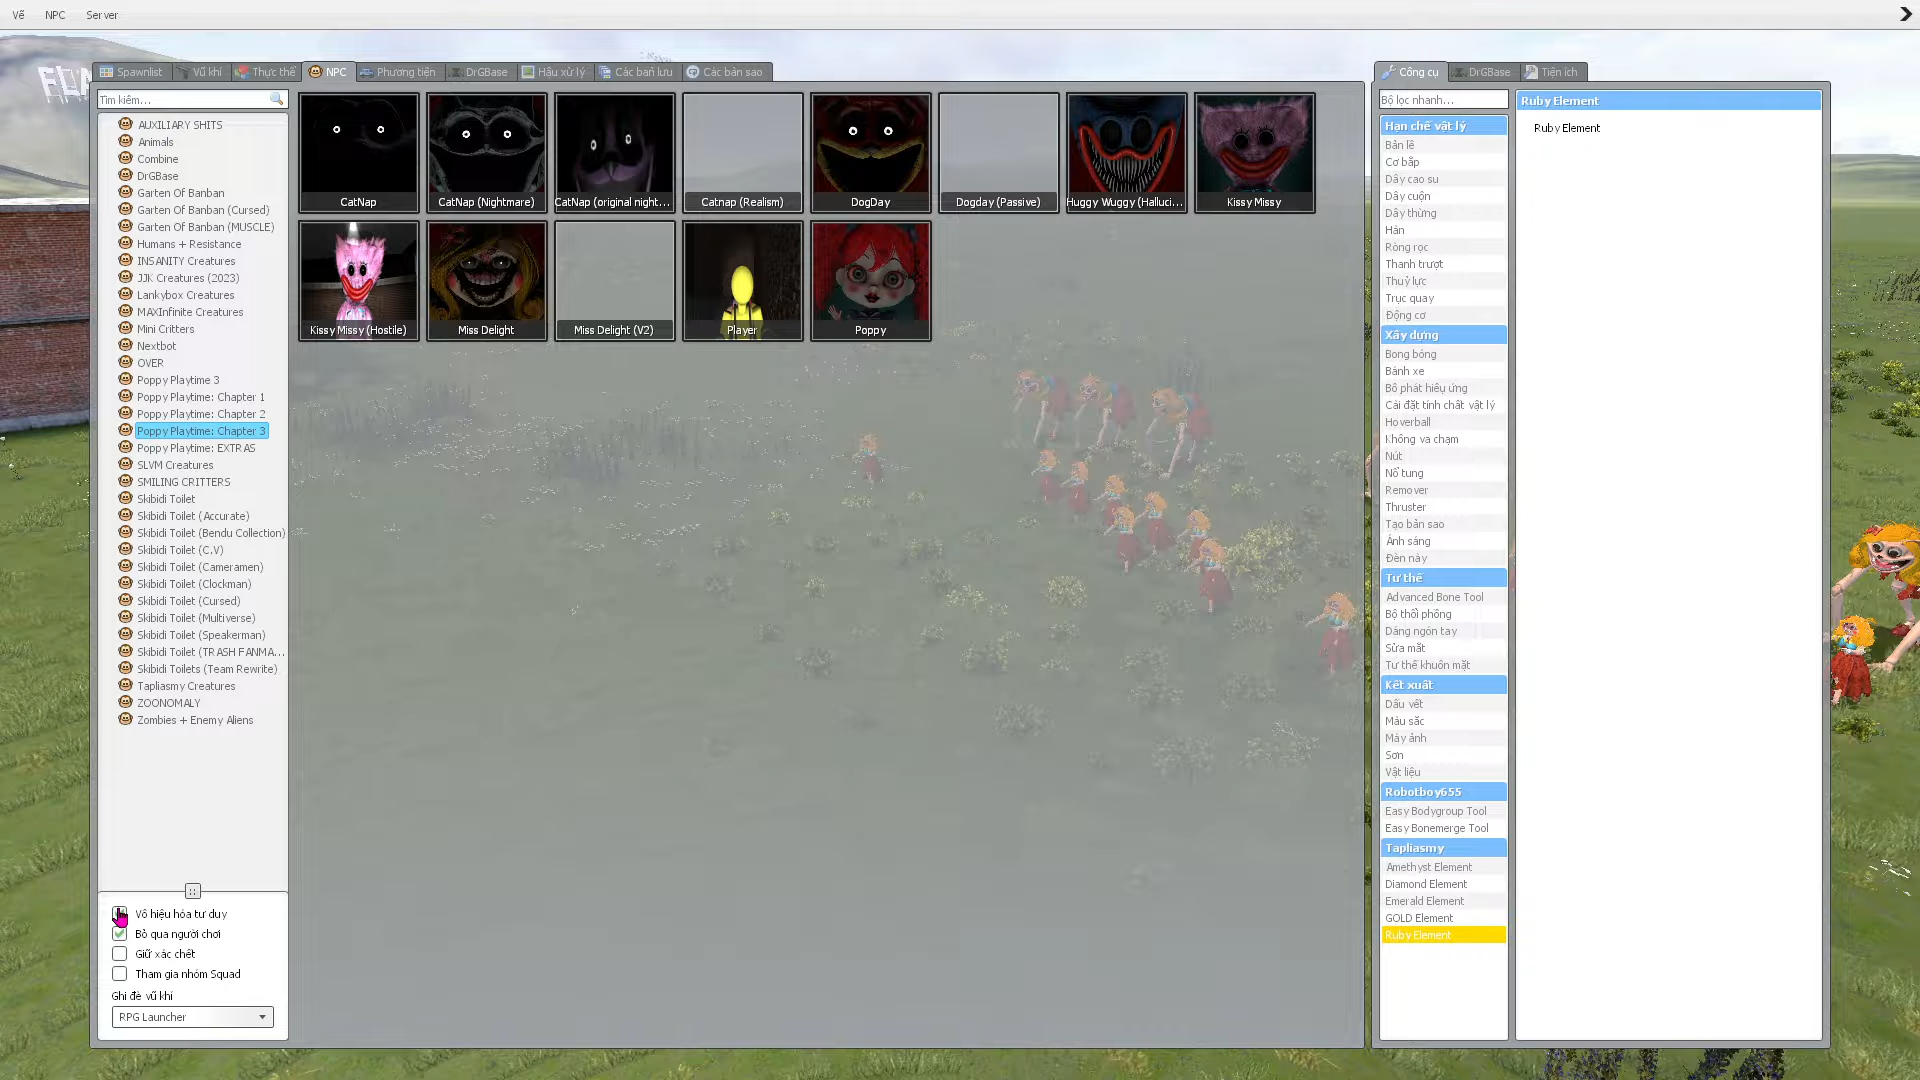 Vẽ NPC Server
Spawnlist Vũ khí Thực thể NPC Phương tiện DrGBase Hậu xử lý Các bản lưu Các bản sao
Tìm kiếm...
AUXILIARY SHITS
Animals
Combine
DrGBase
Garten Of Banban
Garten Of Banban (Cursed)
Garten Of Banban (MUSCLE)
Humans + Resistance
INSANITY Creatures
JJK Creatures (2023)
Lankybox Creatures
MAXInfinite Creatures
Mini Critters
Nextbot
OVER
Poppy Playtime 3
Poppy Playtime: Chapter 1
Poppy Playtime: Chapter 2
Poppy Playtime: Chapter 3
Poppy Playtime: EXTRAS
SLVM Creatures
SMILING CRITTERS
Skibidi Toilet
Skibidi Toilet (Accurate)
Skibidi Toilet (Bendu Collection)
Skibidi Toilet (C.V)
Skibidi Toilet (Cameramen)
Skibidi Toilet (Clockman)
Skibidi Toilet (Cursed)
Skibidi Toilet (Multiverse)
Skibidi Toilet (Speakerman)
Skibidi Toilet (TRASH FANMA...
Skibidi Toilets (Team Rewrite)
Tapliasmy Creatures
ZOONOMALY
Zombies + Enemy Aliens
Vô hiệu hóa tư duy
Bỏ qua người chơi
Giữ xác chết
Tham gia nhóm Squad
Ghi đè vũ khí
RPG Launcher
CatNap CatNap (Nightmare) CatNap (original night... Catnap (Realism) DogDay Dogday (Passive) Huggy Wuggy (Halluci... Kissy Missy
Kissy Missy (Hostile) Miss Delight Miss Delight (V2) Player Poppy
Công cụ DrGBase Tiện ích
Bộ lọc nhanh...
Hạn chế vật lý
Bản lề
Cơ bắp
Dây cao su
Dây cuộn
Dây thừng
Hàn
Ròng rọc
Thanh trượt
Thuỷ lực
Trục quay
Động cơ
Xây dựng
Bong bóng
Bánh xe
Bộ phát hiệu ứng
Cài đặt tính chất vật lý
Hoverball
Không va chạm
Nút
Nổ tung
Remover
Thruster
Tạo bản sao
Ánh sáng
Đèn này
Tư thế
Advanced Bone Tool
Bộ thổi phồng
Dáng ngón tay
Sửa mắt
Tư thế khuôn mặt
Kết xuất
Dấu vết
Màu sắc
Máy ảnh
Sơn
Vật liệu
Robotboy655
Easy Bodygroup Tool
Easy Bonemerge Tool
Tapliasmy
Amethyst Element
Diamond Element
Emerald Element
GOLD Element
Ruby Element
Ruby Element
Ruby Element